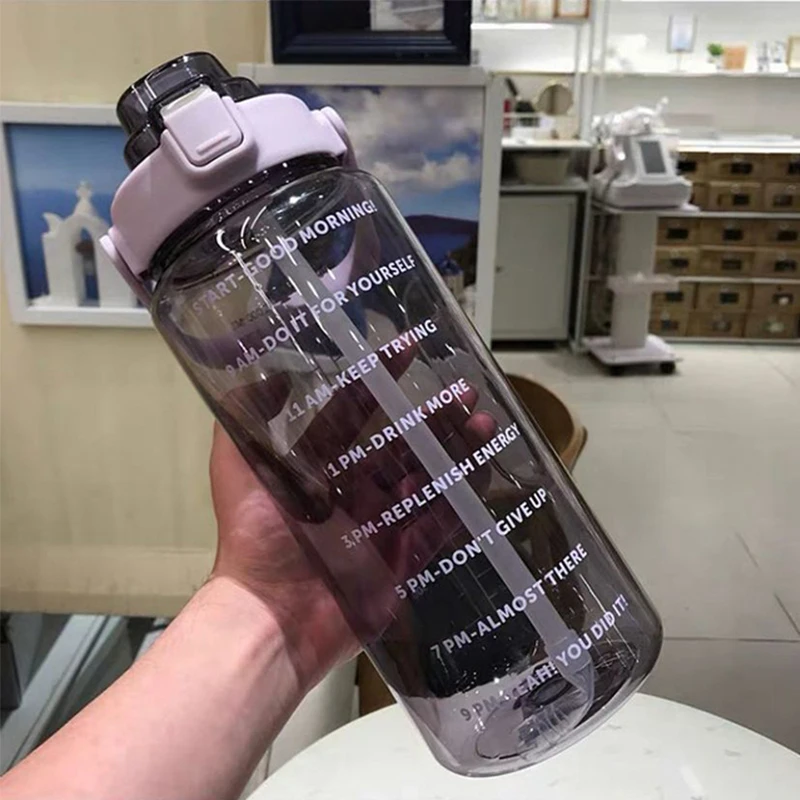 START-GOOD MORNING!
9 AM-DO IT FOR YOURSELF
11 AM-KEEP TRYING
1 PM-DRINK MORE
3 PM-REPLENISH ENERGY
5 PM-DON'T GIVE UP
7 PM-ALMOST THERE
9 PM-YEAH! YOU DID IT!